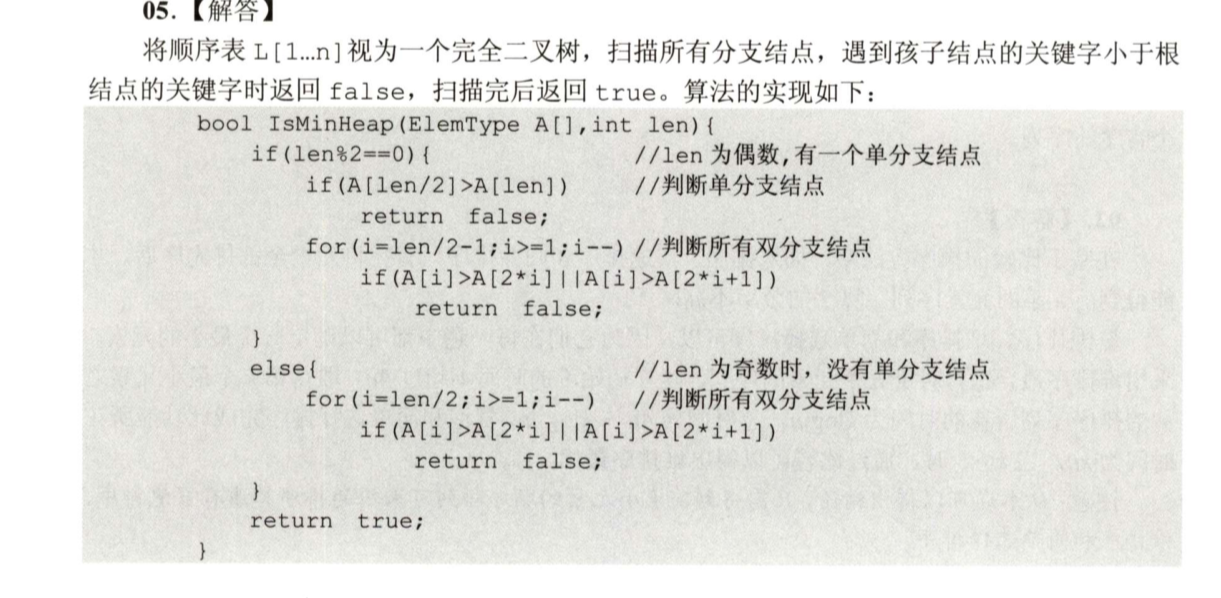 05.【解答】
将顺序表 L[1…n]视为一个完全二叉树，扫描所有分支结点，遇到孩子结点的关键字小于根
结点的关键字时返回 false，扫描完后返回 true。算法的实现如下：
bool IsMinHeap(ElemType A[],int len){
if(len%2==0){ //len 为偶数,有一个单分支结点
if(A[len/2]>A[len]) //判断单分支结点
return false;
for(i=len/2-1;i>=1;i--) //判断所有双分支结点
if(A[i]>A[2*i]||A[i]>A[2*i+1])
return false;
}
else{ //len 为奇数时，没有单分支结点
for(i=len/2;i>=1;i--) //判断所有双分支结点
if(A[i]>A[2*i]||A[i]>A[2*i+1])
return false;
}
return true;
}